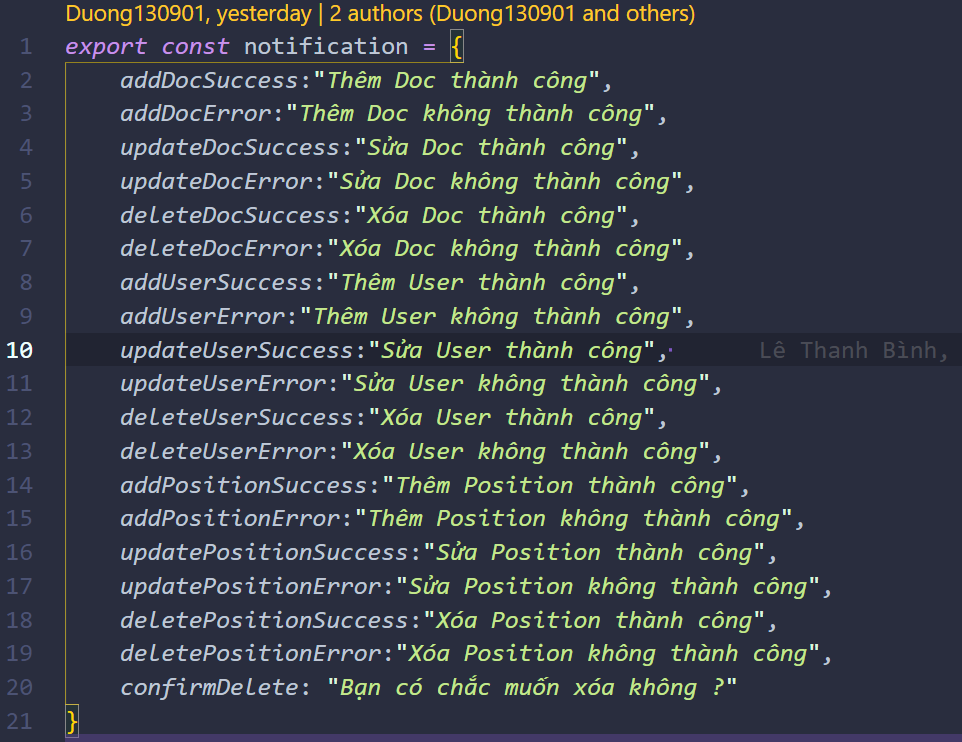 Duong130901, yesterday | 2 authors (Duong130901 and others)
1 export const notification = {
2 addDocSuccess:"Thêm Doc thành công",
3 addDocError:"Thêm Doc không thành công",
4 updateDocSuccess:"Sửa Doc thành công",
5 updateDocError:"Sửa Doc không thành công",
6 deleteDocSuccess:"Xóa Doc thành công",
7 deleteDocError:"Xóa Doc không thành công",
8 addUserSuccess:"Thêm User thành công",
9 addUserError:"Thêm User không thành công",
10 updateUserSuccess:"Sửa User thành công",· Lê Thanh Bình,
11 updateUserError:"Sửa User không thành công",
12 deleteUserSuccess:"Xóa User thành công",
13 deleteUserError:"Xóa User không thành công",
14 addPositionSuccess:"Thêm Position thành công",
15 addPositionError:"Thêm Position không thành công",
16 updatePositionSuccess:"Sửa Position thành công",
17 updatePositionError:"Sửa Position không thành công",
18 deletePositionSuccess:"Xóa Position thành công",
19 deletePositionError:"Xóa Position không thành công",
20 confirmDelete: "Bạn có chắc muốn xóa không ?"
21 }